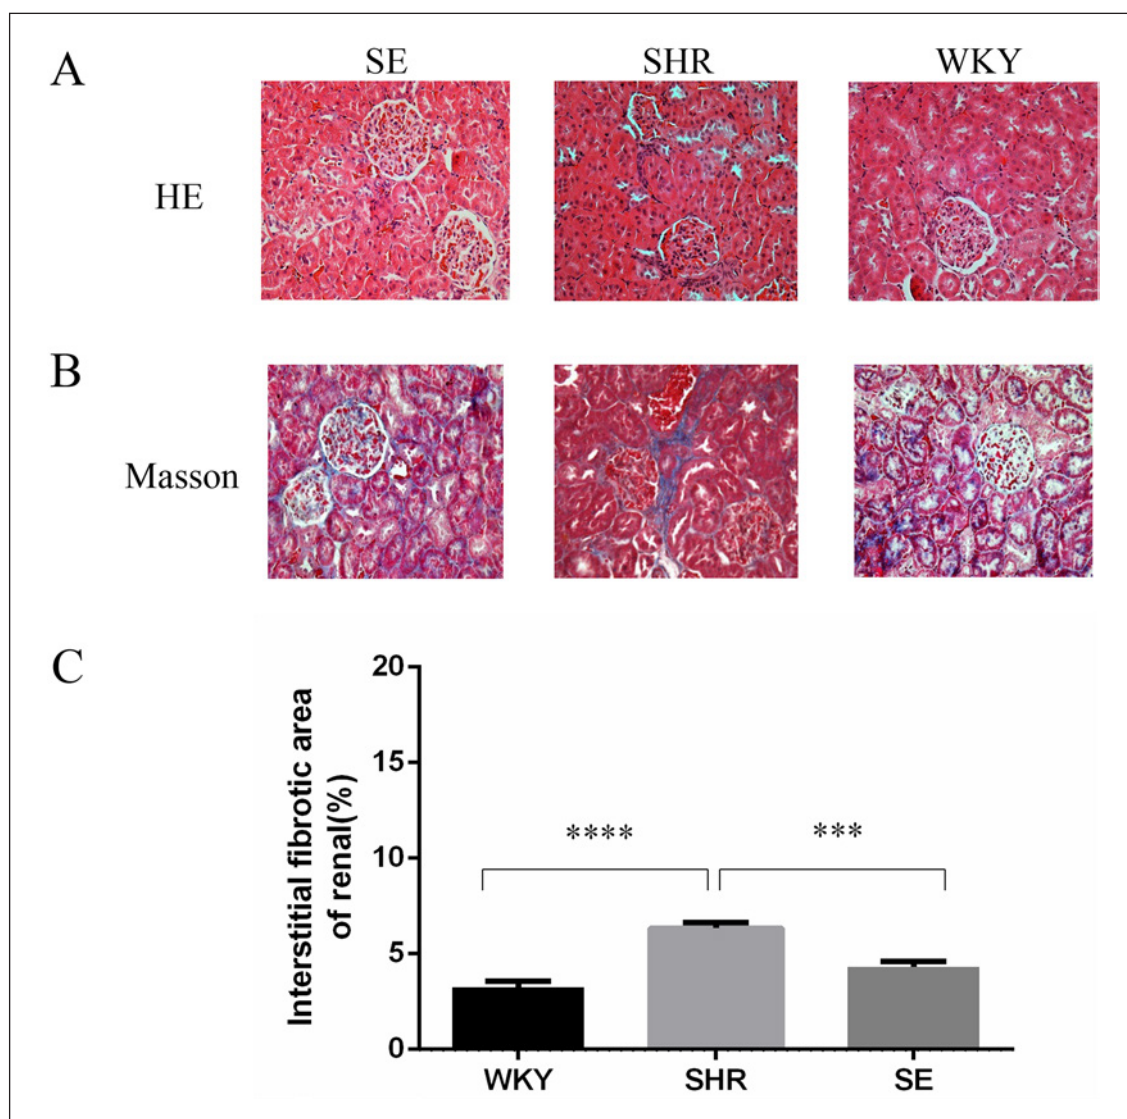 A
SE
SHR
WKY
HE
B
Masson
C
Interstitial fibrotic area
of renal(%)
20
15
10
5
0
****
***
WKY
SHR
SE